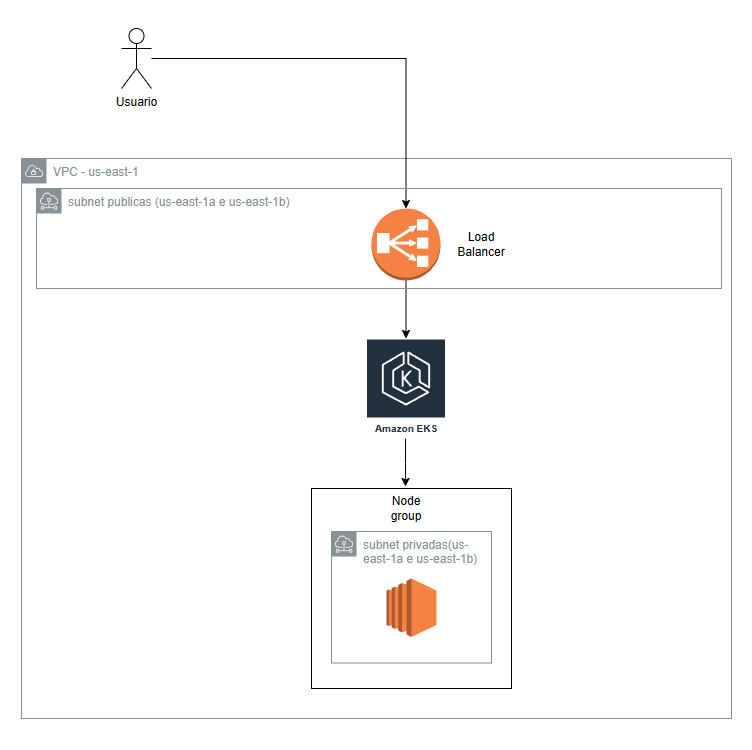 Usuario
VPC - us-east-1
subnet publicas (us-east-1a e us-east-1b)
Load
Balancer
K
Amazon EKS
Node
group
subnet privadas(us-
east-1a e us-east-1b)